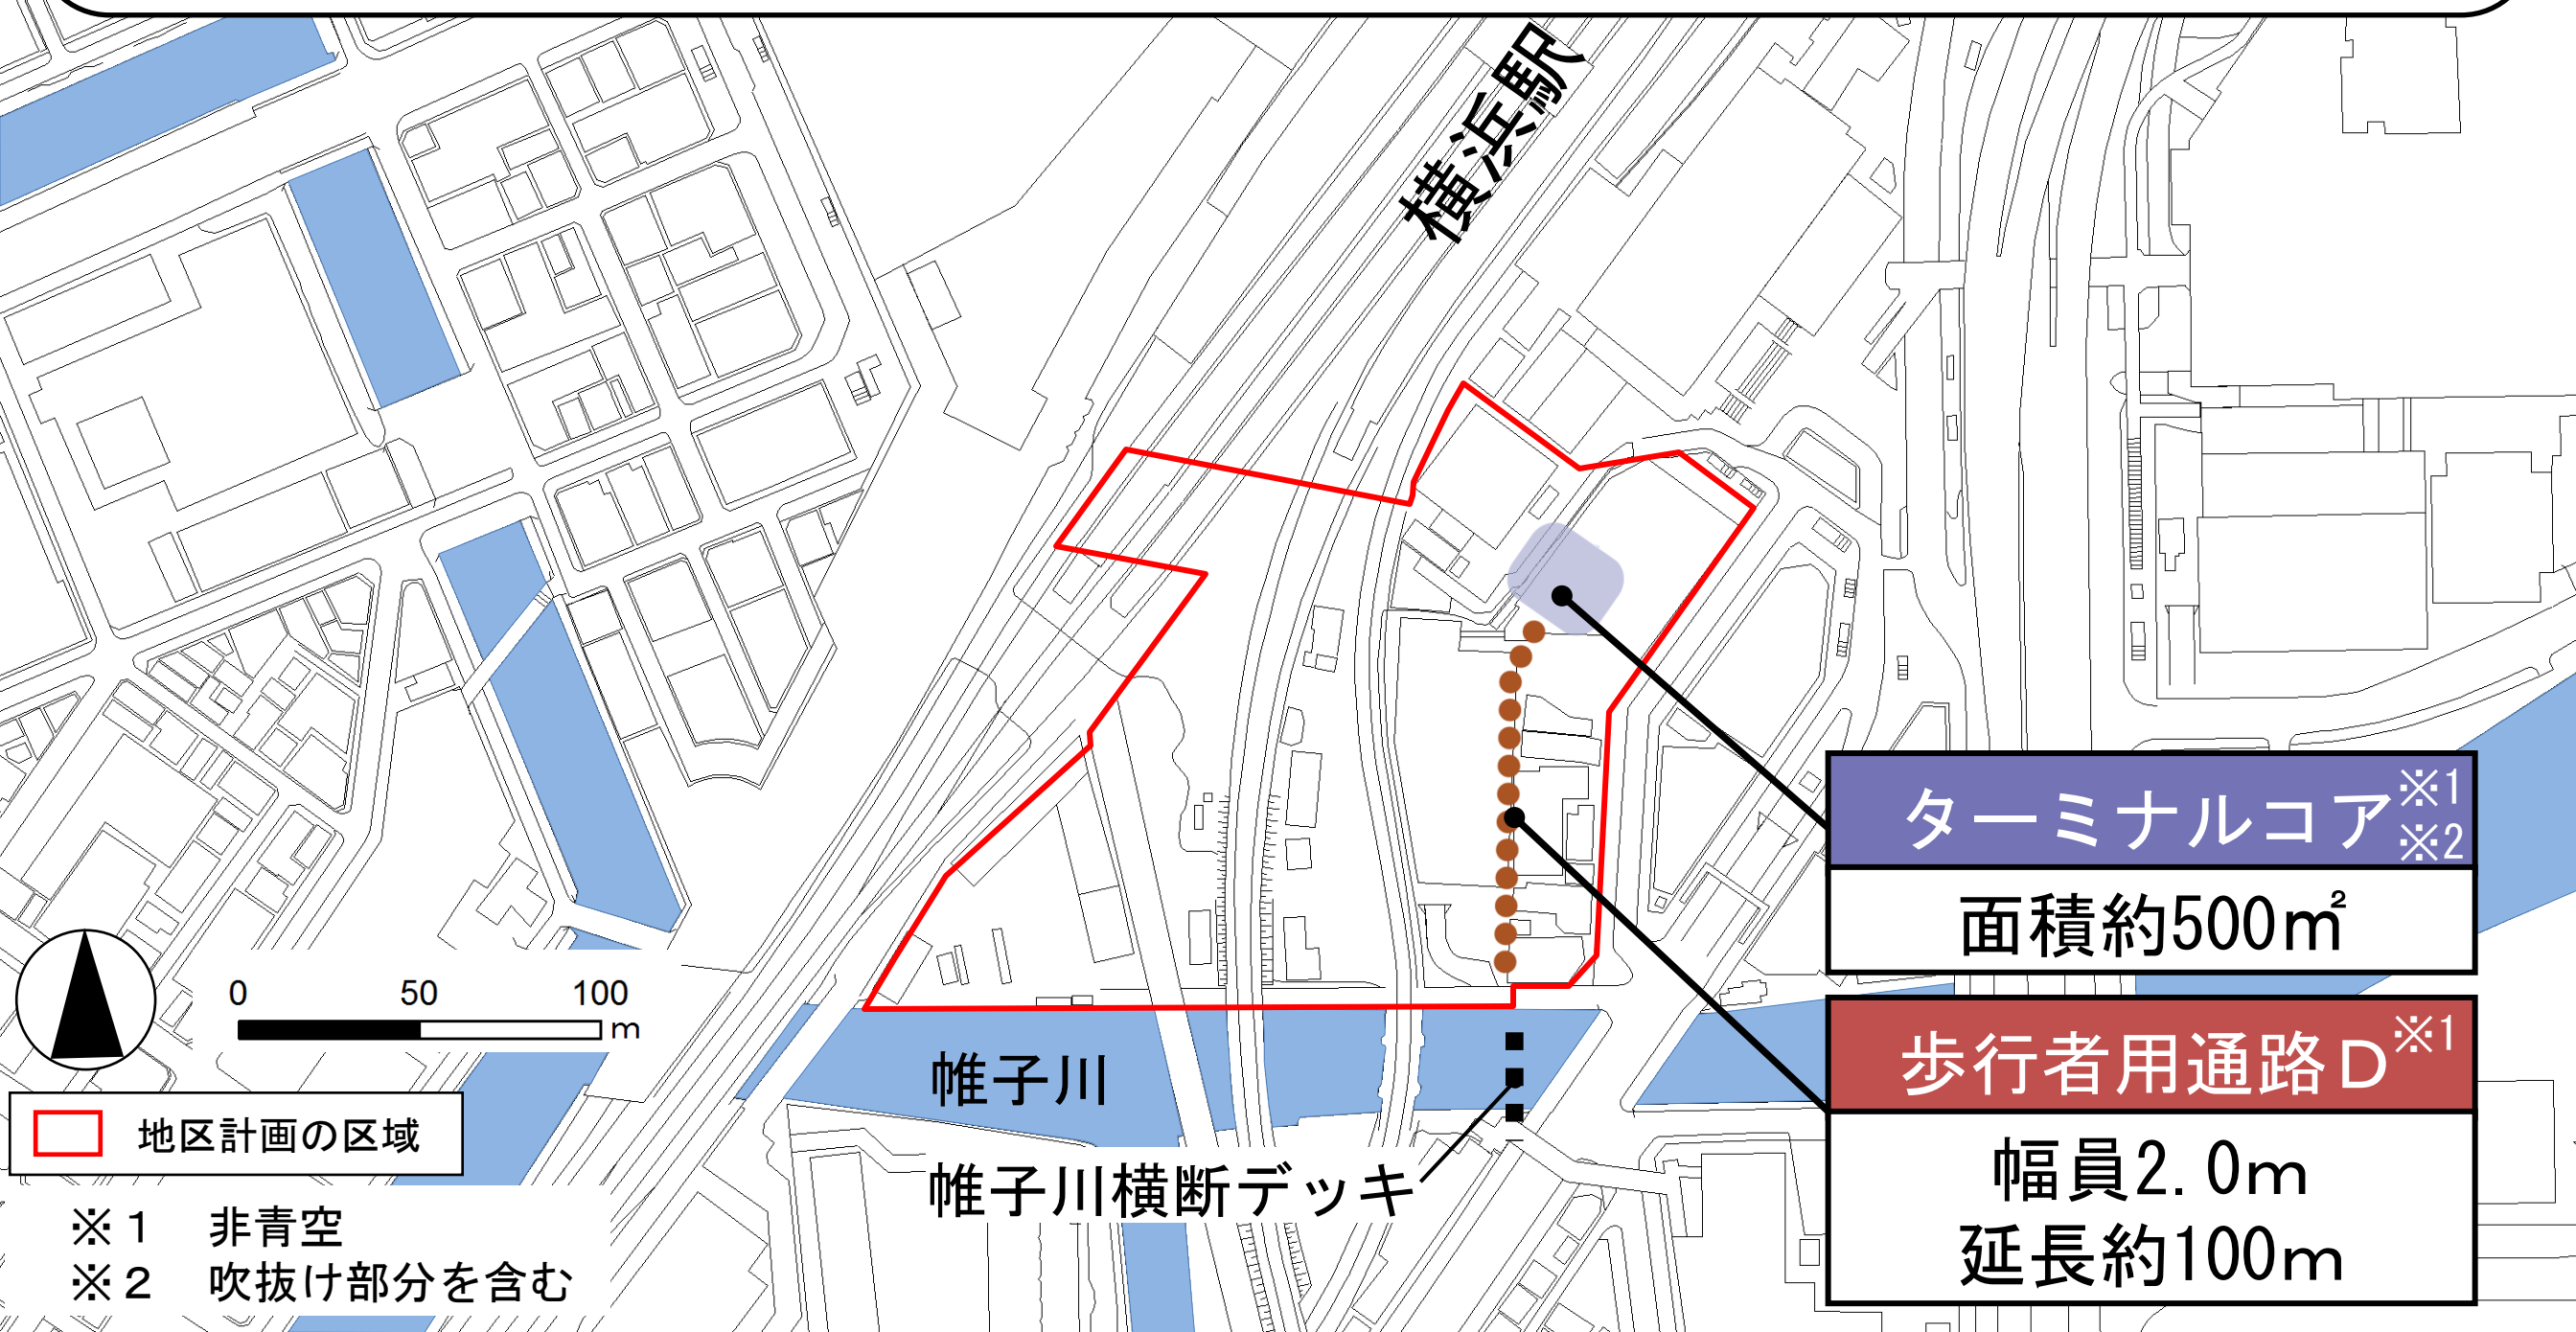 横浜駅
ターミナルコア※1
※2
面積約500㎡
歩行者用通路D※1
幅員2.0m
延長約100m
帷子川
帷子川横断デッキ
0 50 100
m
地区計画の区域
※1 非青空
※2 吹抜け部分を含む